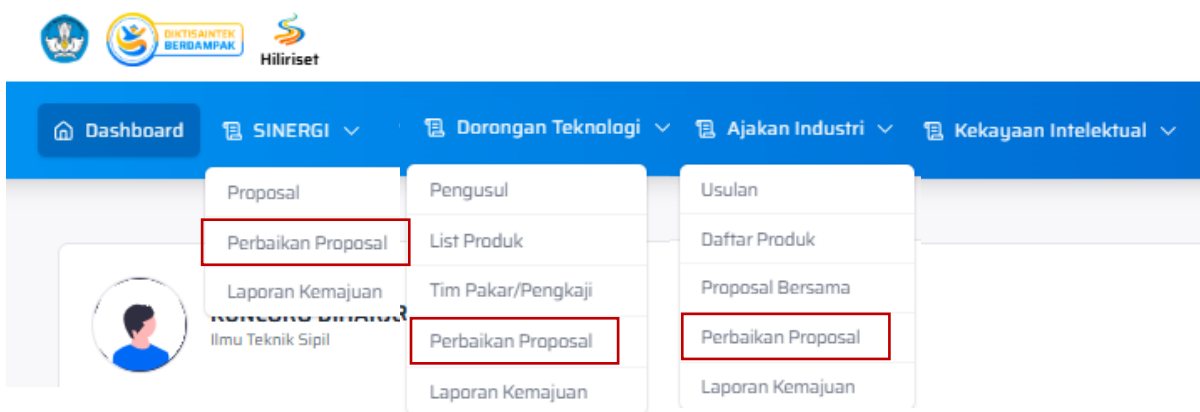 DIKTISAINTEK
BERDAMPAK
Hiliriset
Dashboard
SINERGI
Dorongan Teknologi
Ajakan Industri
Kekayaan Intelektual
Proposal
Perbaikan Proposal
Laporan Kemajuan
Pengusul
List Produk
Tim Pakar/Pengkaji
Perbaikan Proposal
Laporan Kemajuan
Usulan
Daftar Produk
Proposal Bersama
Perbaikan Proposal
Laporan Kemajuan
Ilmu Teknik Sipil